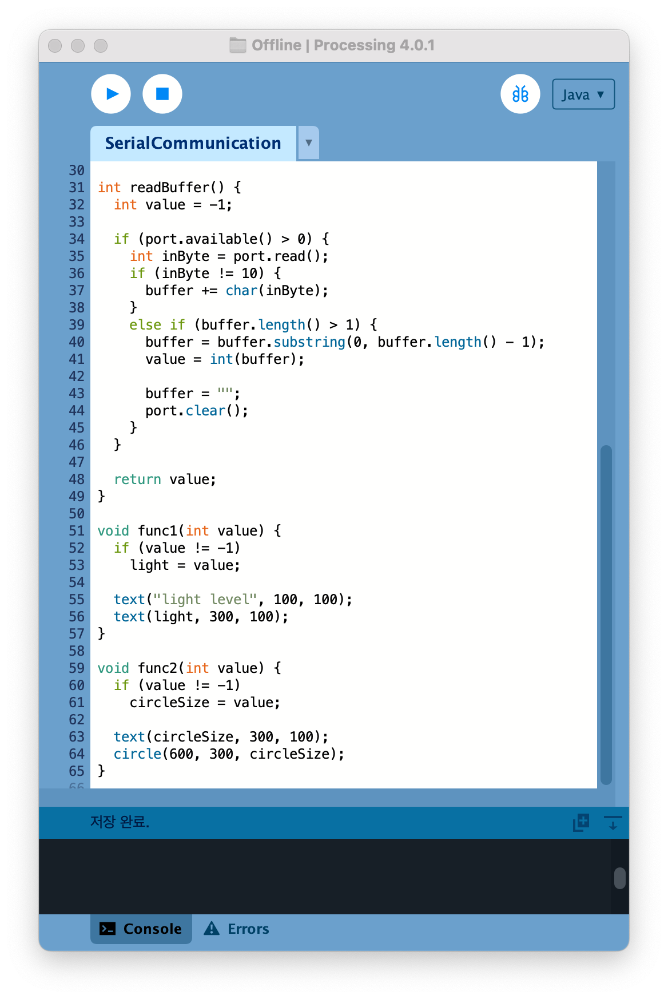 Offline | Processing 4.0.1
Java ▼
SerialCommunication ▼
30
31 int readBuffer() {
32   int value = -1;
33
34   if (port.available() > 0) {
35     int inByte = port.read();
36     if (inByte != 10) {
37       buffer += char(inByte);
38     }
39     else if (buffer.length() > 1) {
40       buffer = buffer.substring(0, buffer.length() - 1);
41       value = int(buffer);
42
43       buffer = "";
44       port.clear();
45     }
46   }
47
48   return value;
49 }
50
51 void func1(int value) {
52   if (value != -1)
53     light = value;
54
55   text("light level", 100, 100);
56   text(light, 300, 100);
57 }
58
59 void func2(int value) {
60   if (value != -1)
61     circleSize = value;
62
63   text(circleSize, 300, 100);
64   circle(600, 300, circleSize);
65 }
66
저장 완료.
Console Errors